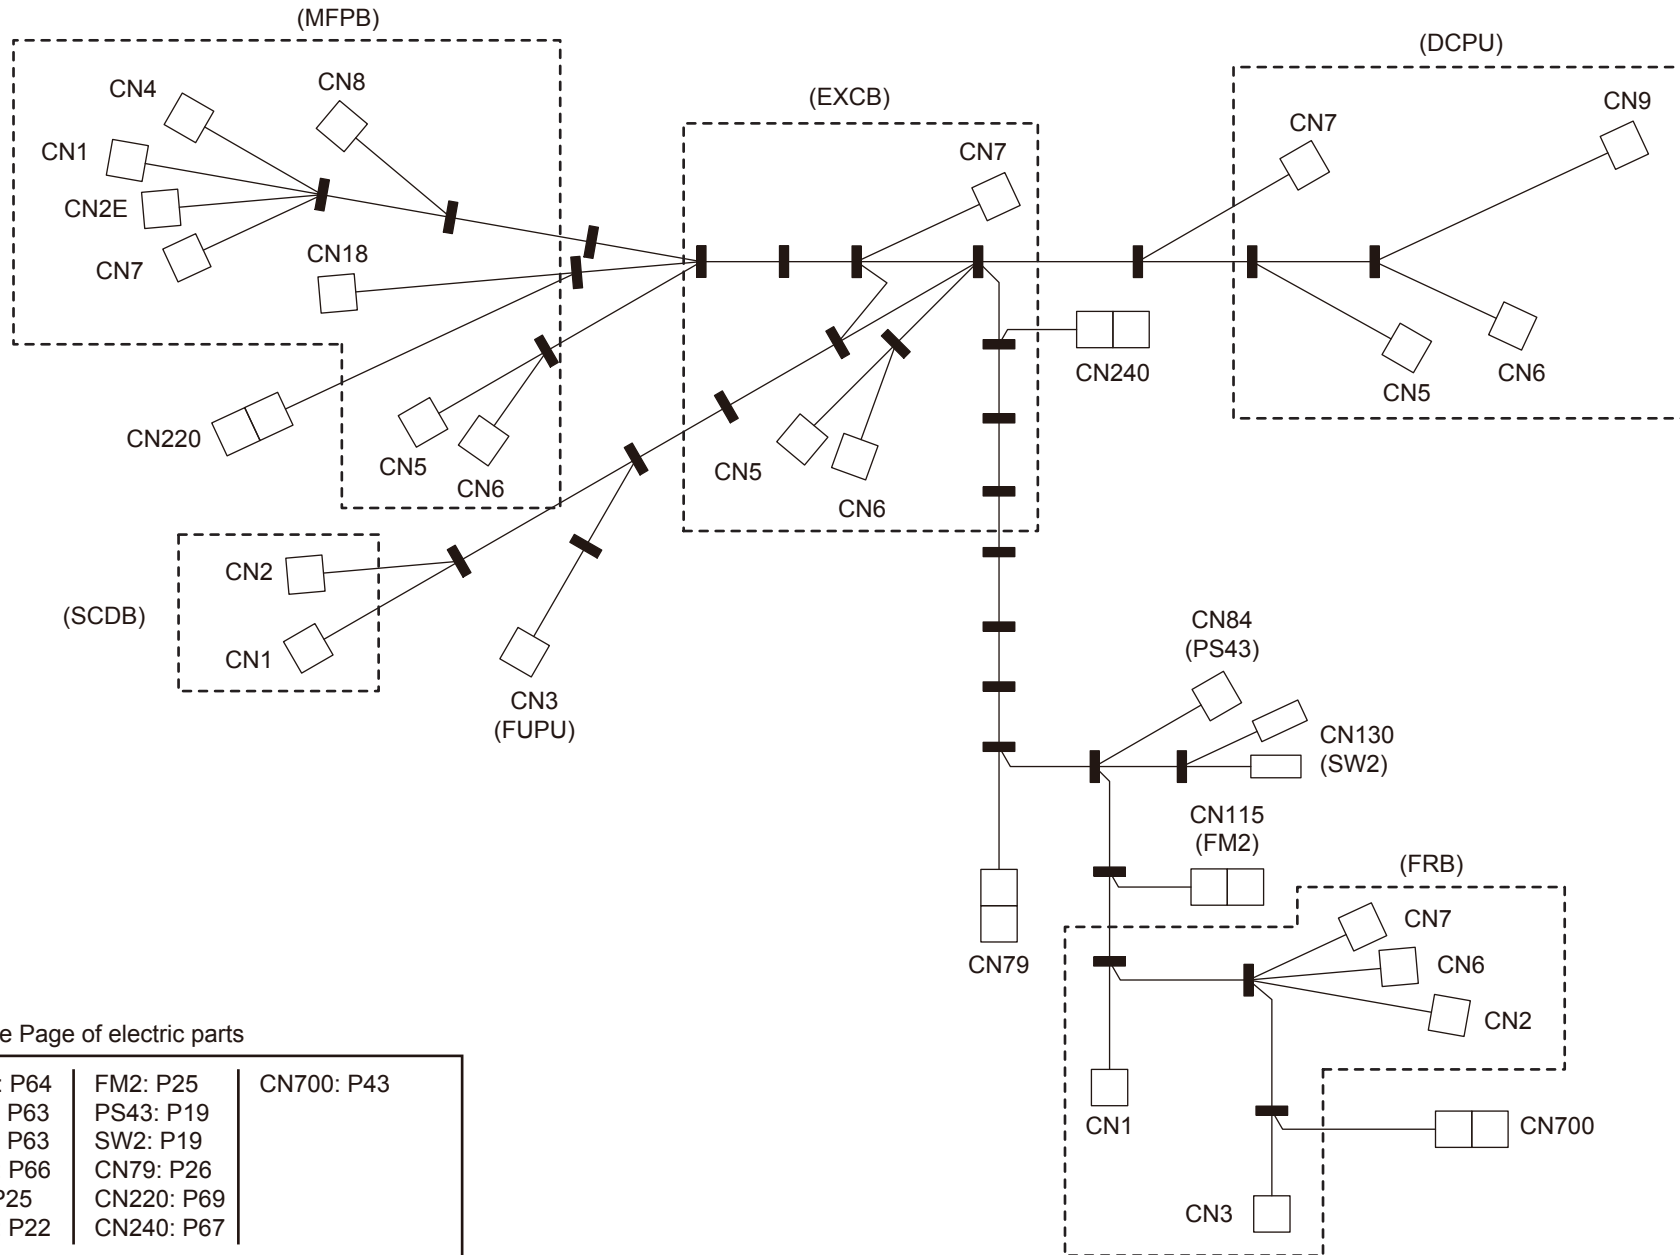 (MFPB)
(DCPU)
(EXCB)
CN4
CN8
CN1
CN2E
CN7
CN18
CN220
CN5
CN6
CN7
CN5
CN6
CN240
CN7
CN9
CN5
CN6
(SCDB)
CN2
CN1
CN3
(FUPU)
CN84
(PS43)
CN130
(SW2)
CN115
(FM2)
CN79
(FRB)
CN7
CN6
CN2
CN1
CN3
CN700
Page of electric parts
: P64
P63
P63
P66
P25
P22
FM2: P25
PS43: P19
SW2: P19
CN79: P26
CN220: P69
CN240: P67
CN700: P43